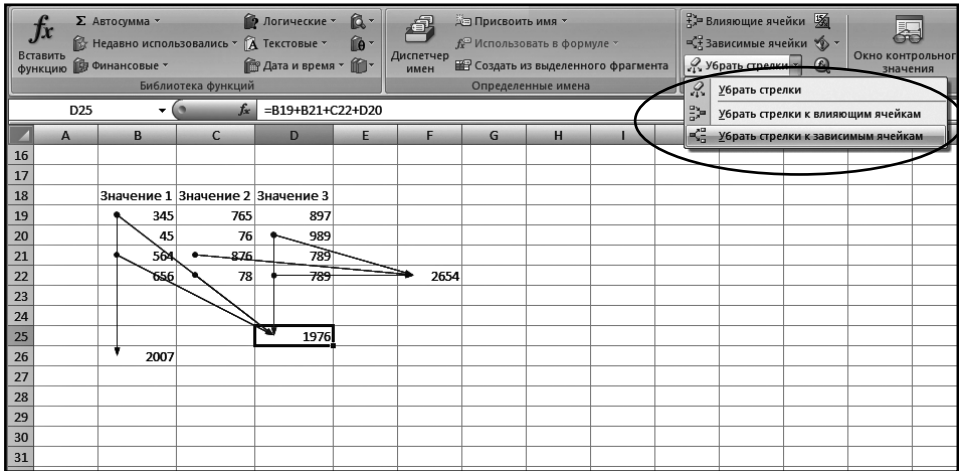 Σ Автосумма
Логические
Присвоить имя
Влияющие ячейки
fx
Недавно использовались
Текстовые
Использовать в формуле
Зависимые ячейки
Вставить функцию
Финансовые
Дата и время
Диспетчер имен
Создать из выделенного фрагмента
Убрать стрелки
Окно контрольног значения
Библиотека функций
Определенные имена
Убрать стрелки
Убрать стрелки к влияющим ячейкам
Убрать стрелки к зависимым ячейкам
D25 fx =B19+B21+C22+D20
A B C D E F G H I
16
17
18 Значение 1 Значение 2 Значение 3
19 345 765 897
20 45 76 989
21 564 876 789
22 656 78 789 2654
23
24
25 1976
26 2007
27
28
29
30
31